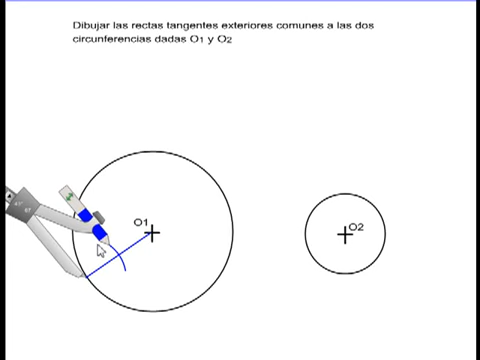 Dibujar las rectas tangentes exteriores comunes a las dos
circunferencias dadas O1 y O2
O1
O2